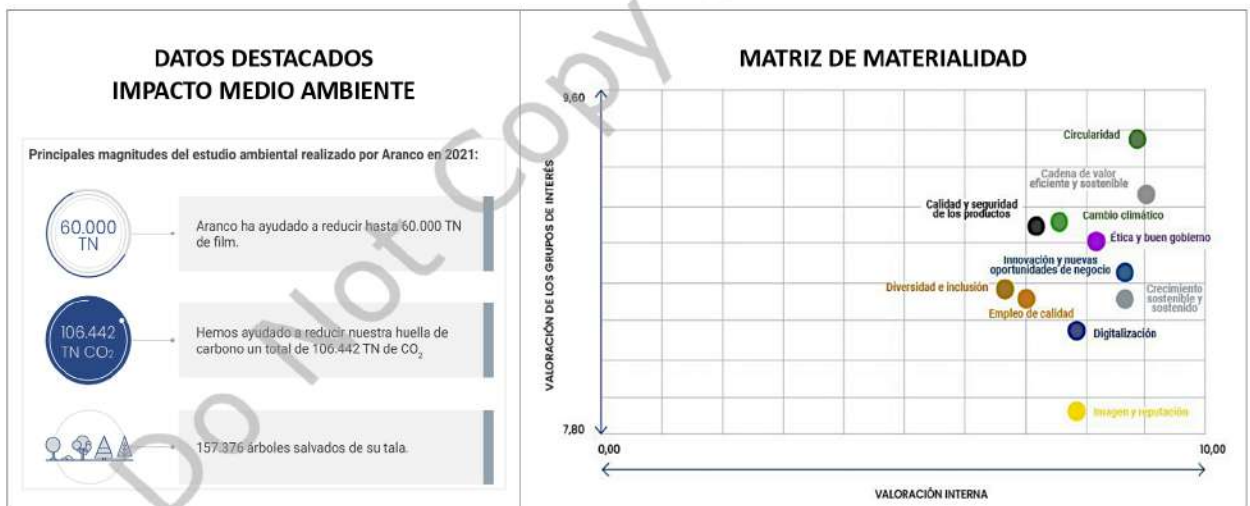 DATOS DESTACADOS
IMPACTO MEDIO AMBIENTE
Principales magnitudes del estudio ambiental realizado por Aranco en 2021:
60.000
TN
Aranco ha ayudado a reducir hasta 60.000 TN
de film.
106.442
TN CO₂
Hemos ayudado a reducir nuestra huella de
carbono un total de 106.442 TN de CO₂
157.376 árboles salvados de su tala.
MATRIZ DE MATERIALIDAD
VALORACIÓN DE LOS GRUPOS DE INTERÉS
9,60
Circularidad
Cadena de valor
eficiente y sostenible
Calidad y seguridad
de los productos
Cambio climático
Ética y buen gobierno
Innovación y nuevas
oportunidades de negocio
Diversidad e inclusión
Crecimiento
sostenible y
sostenido
Empleo de calidad
Digitalización
Imagen y reputación
7,80
0,00
10,00
VALORACIÓN INTERNA
Do Not Copy